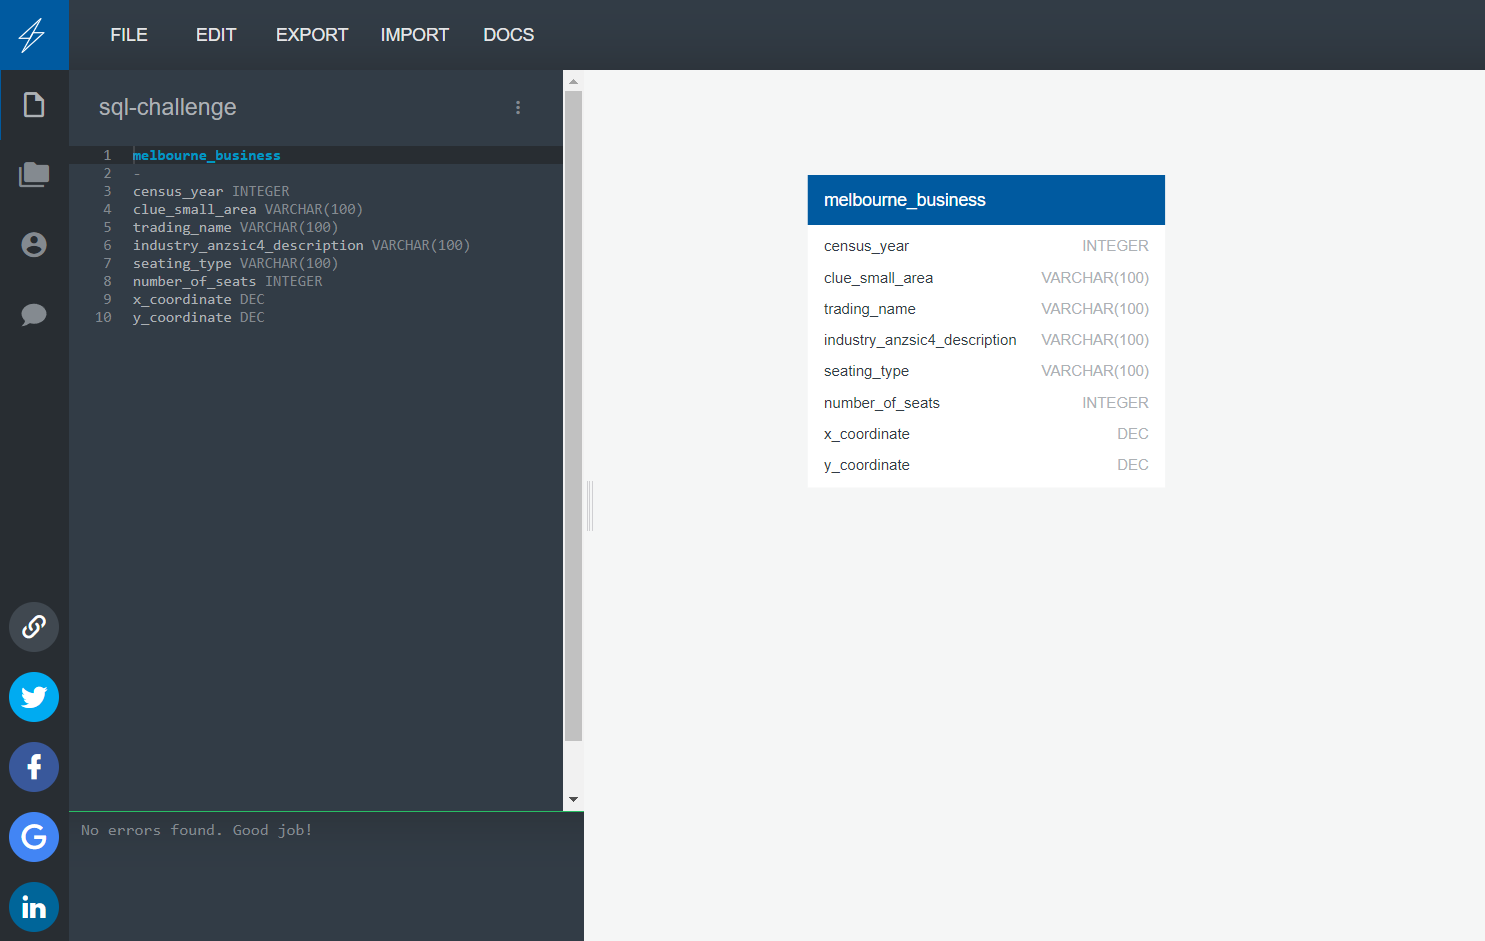 FILE EDIT EXPORT IMPORT DOCS
sql-challenge
1 melbourne_business
2 -
3 census_year INTEGER
4 clue_small_area VARCHAR(100)
5 trading_name VARCHAR(100)
6 industry_anzsic4_description VARCHAR(100)
7 seating_type VARCHAR(100)
8 number_of_seats INTEGER
9 x_coordinate DEC
10 y_coordinate DEC
No errors found. Good job!
melbourne_business
census_year INTEGER
clue_small_area VARCHAR(100)
trading_name VARCHAR(100)
industry_anzsic4_description VARCHAR(100)
seating_type VARCHAR(100)
number_of_seats INTEGER
x_coordinate DEC
y_coordinate DEC